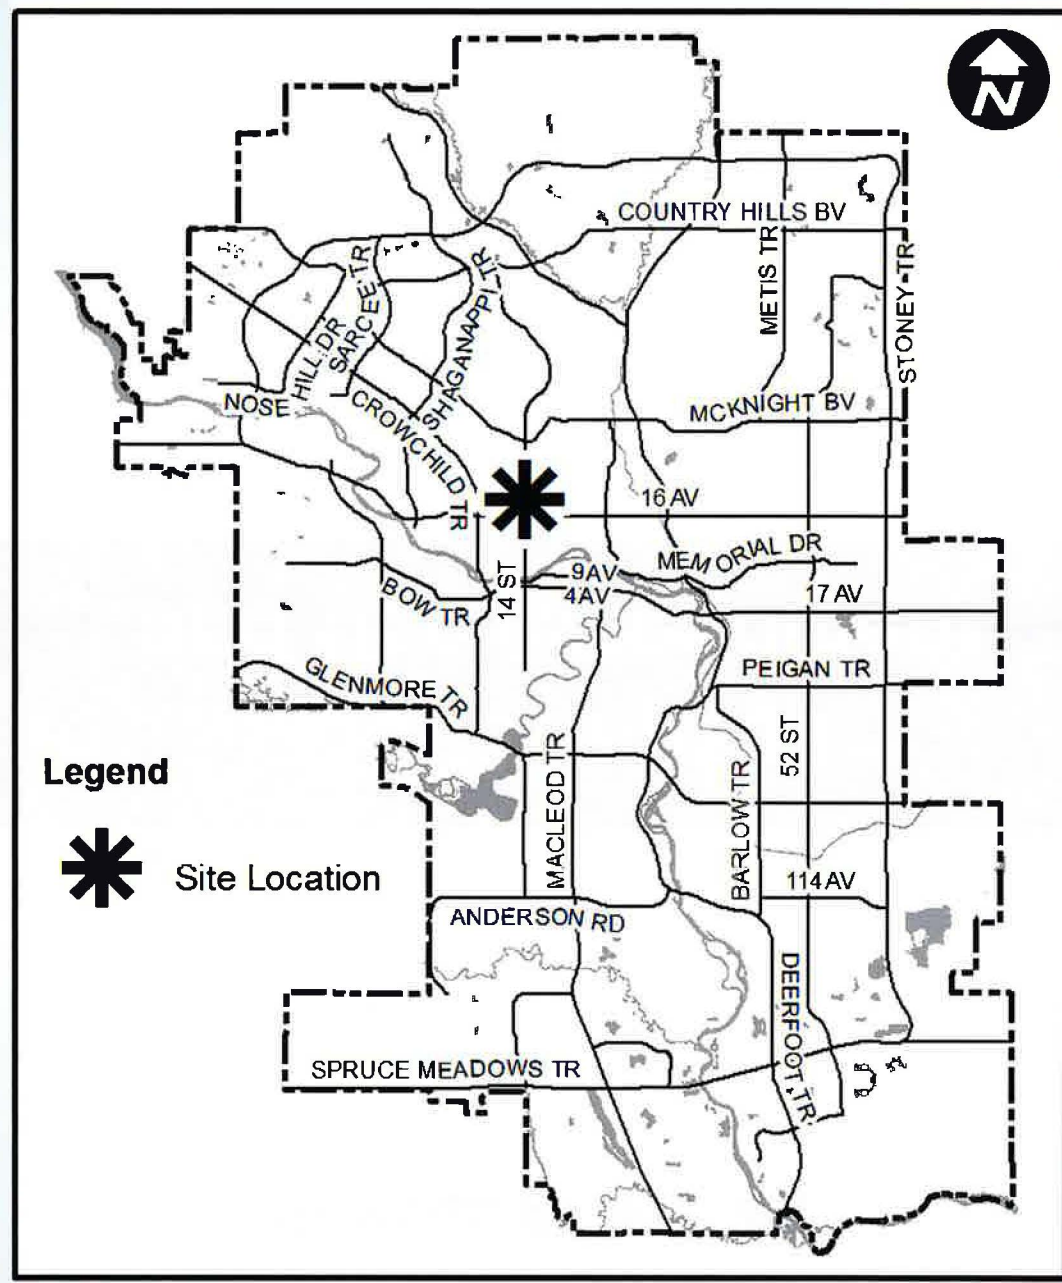 N
COUNTRY HILLS BV
METIS TR
STONEY TR
SARCEE TR
SHAGANAPPI TR
NOSE HILL DR
CROWCHILD TR
MCKNIGHT BV
16 AV
MEMORIAL DR
9 AV
4 AV
17 AV
14 ST
BOW TR
GLENMORE TR
PEIGAN TR
52 ST
Legend
MACLEOD TR
BARLOW TR
Site Location
114 AV
ANDERSON RD
DEERFOOT TR
SPRUCE MEADOWS TR